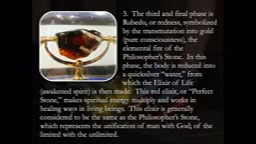 3. The third and final phase is
Rubedo, or redness, symbolized
by the transmutation into gold
(pure consciousness), the
elemental fire of the
Philosopher's Stone. In this
phase, the body is reduced into
a quicksilver "water," from
which the Elixir of Life
(awakened spirit) is then made. This red elixir, or "Perfect
Stone," makes spiritual energy multiply and works in
healing ways in living beings. This elixir is generally
considered to be the same as the Philosopher's Stone,
which represents the unification of man with God; of the
limited with the unlimited.